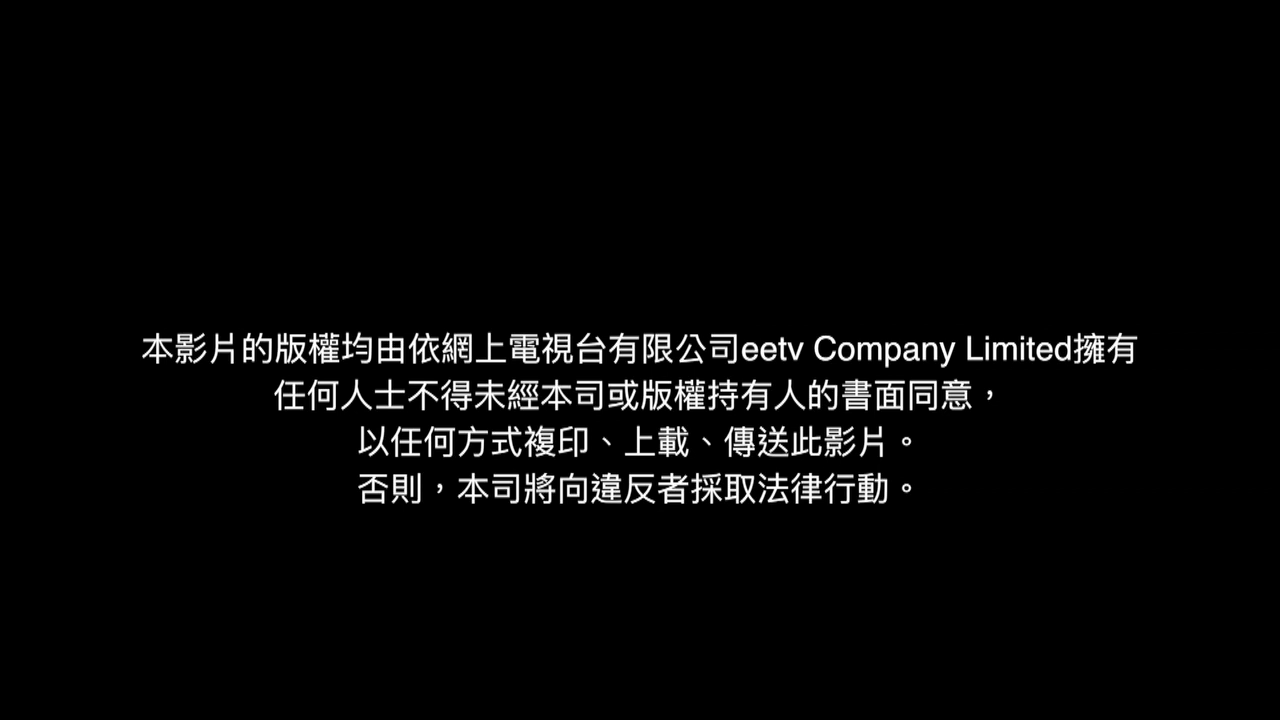 本影片的版權均由依網上電視台有限公司eetv Company Limited擁有
任何人士不得未經本司或版權持有人的書面同意，
以任何方式複印、上載、傳送此影片。
否則，本司將向違反者採取法律行動。